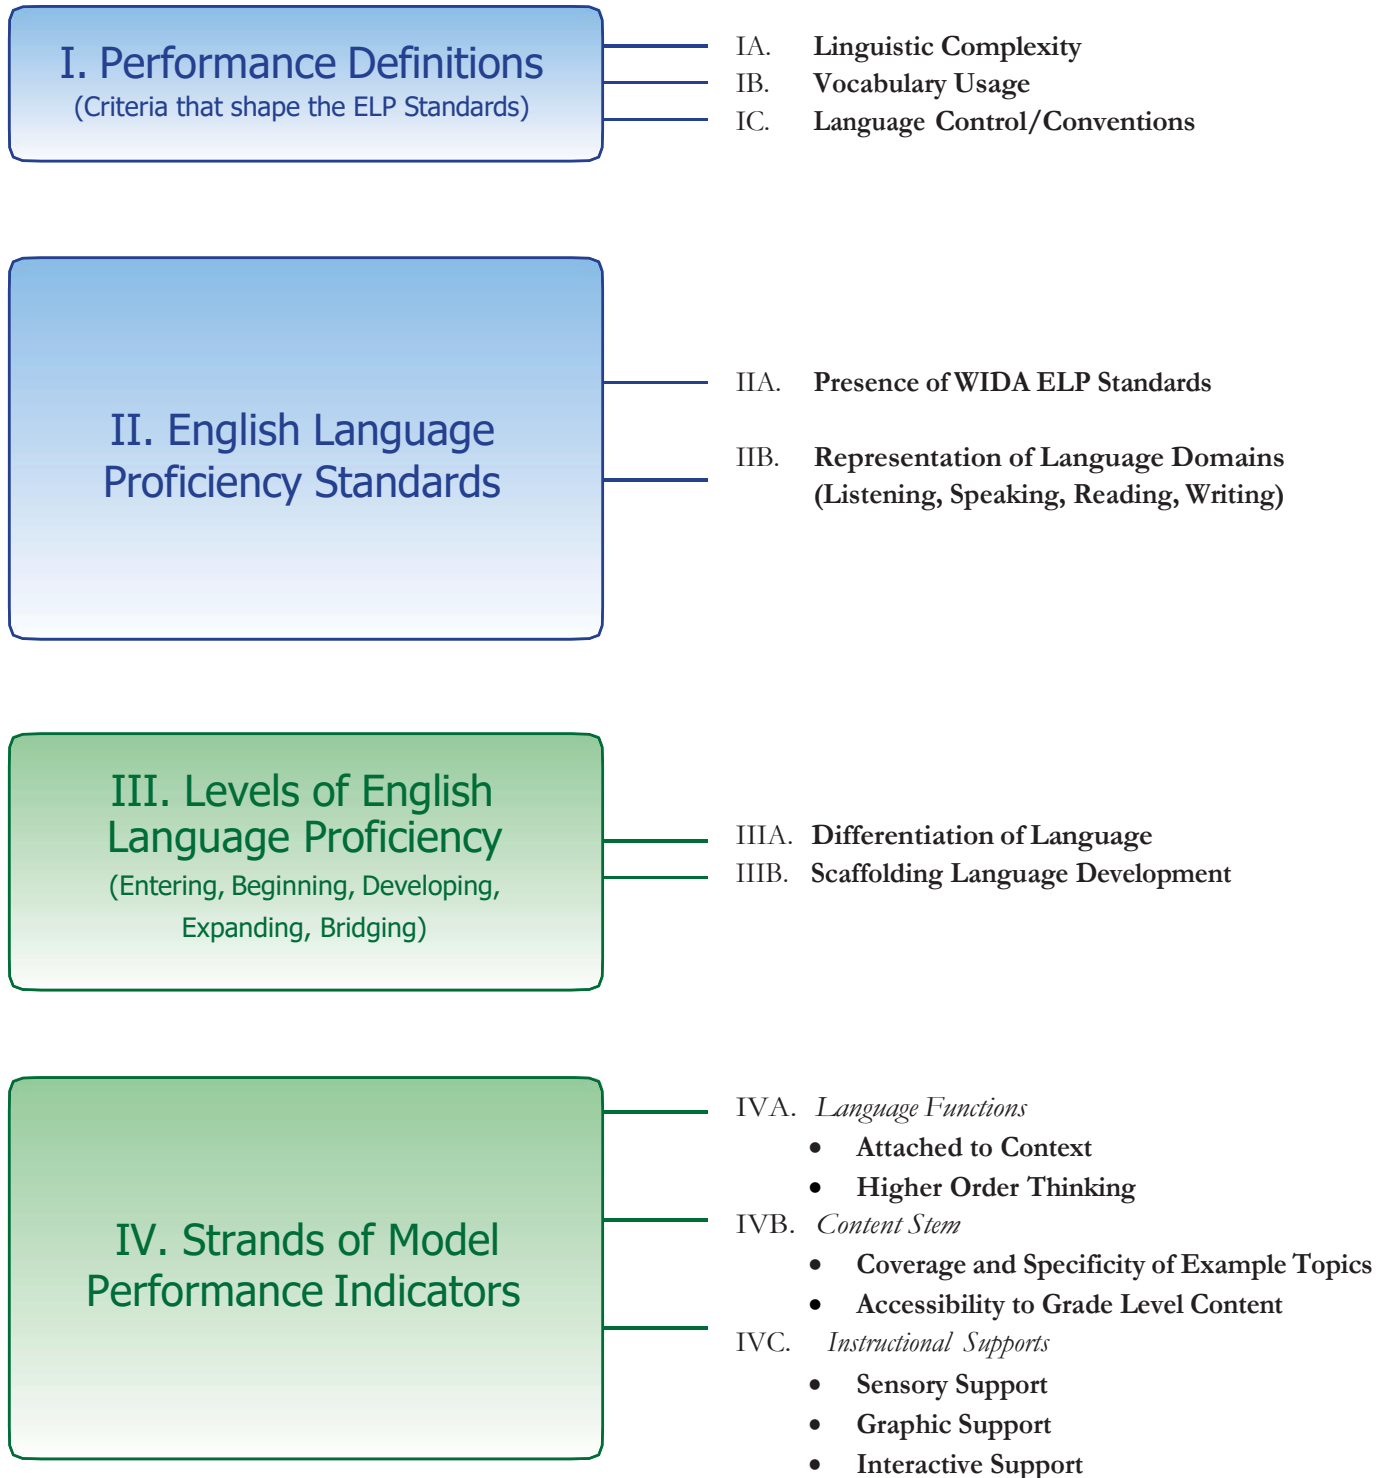 I. Performance Definitions
(Criteria that shape the ELP Standards)
IA. Linguistic Complexity
IB. Vocabulary Usage
IC. Language Control/Conventions
II. English Language
Proficiency Standards
IIA. Presence of WIDA ELP Standards
IIB. Representation of Language Domains
(Listening, Speaking, Reading, Writing)
III. Levels of English
Language Proficiency
(Entering, Beginning, Developing,
Expanding, Bridging)
IIIA. Differentiation of Language
IIIB. Scaffolding Language Development
IV. Strands of Model
Performance Indicators
IVA. Language Functions
• Attached to Context
• Higher Order Thinking
IVB. Content Stem
• Coverage and Specificity of Example Topics
• Accessibility to Grade Level Content
IVC. Instructional Supports
• Sensory Support
• Graphic Support
• Interactive Support